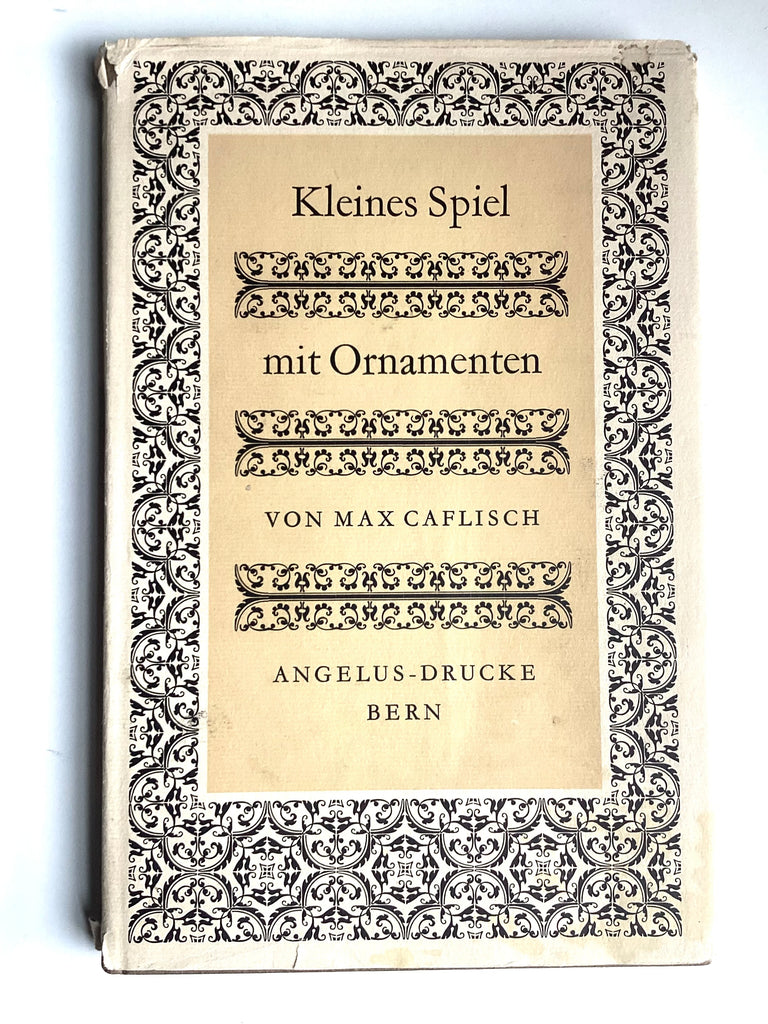 Kleines Spiel
mit Ornamenten
VON MAX CAFLISCH
ANGELUS-DRUCKE
BERN